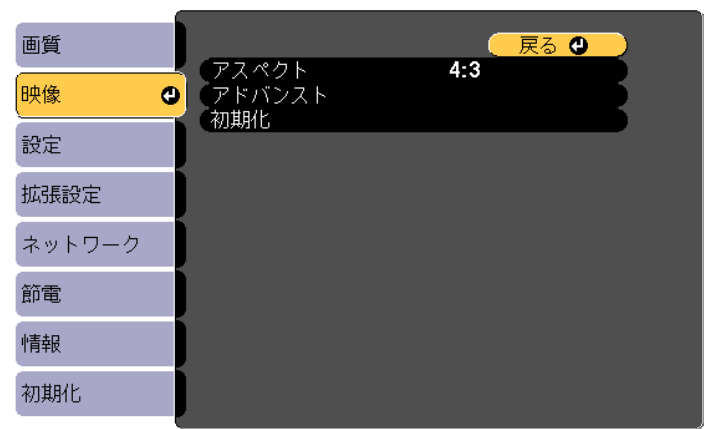 画質
映像
設定
拡張設定
ネットワーク
節電
情報
初期化
戻る
アスペクト 4:3
アドバンスト
初期化